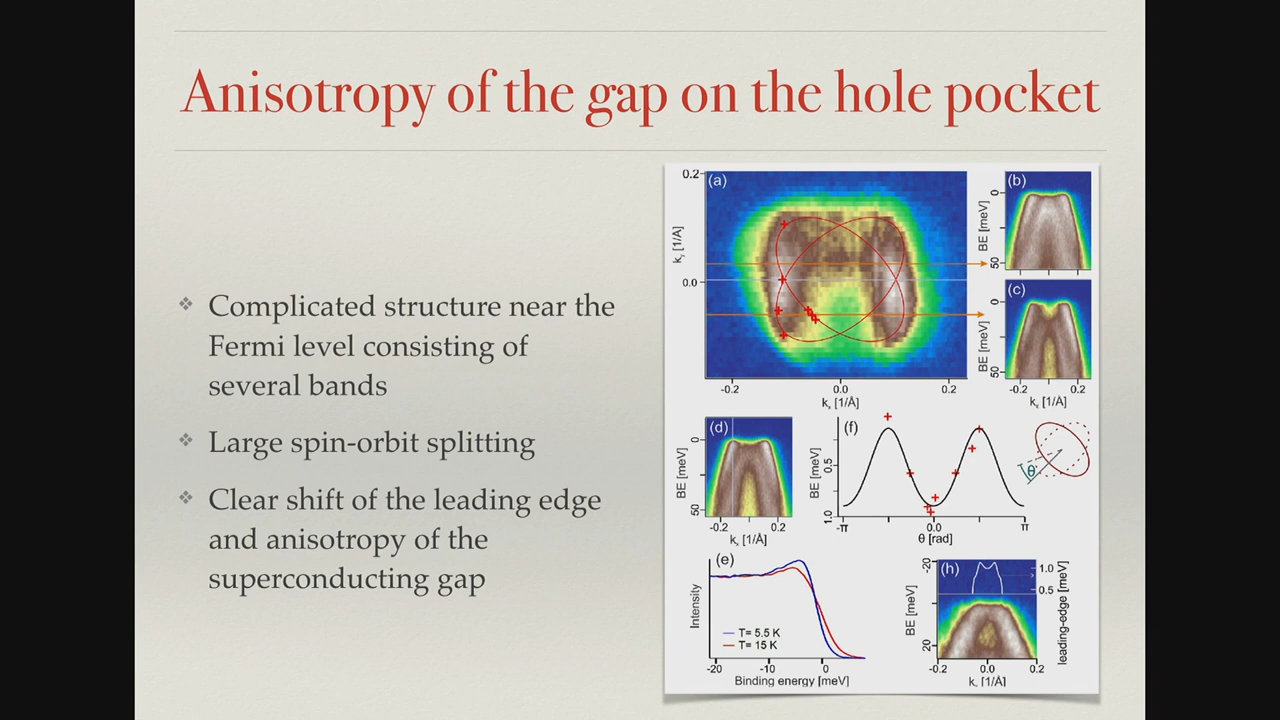 Anisotropy of the gap on the hole pocket
❖ Complicated structure near the
Fermi level consisting of
several bands
❖ Large spin-orbit splitting
❖ Clear shift of the leading edge
and anisotropy of the
superconducting gap
(a)
0.2
0.0
-0.2
0.0
0.2
kₓ [1/Å]
(b)
BE [meV]
0
50
(c)
BE [meV]
0
50
-0.2
0.2
kₓ [1/Å]
(d)
BE [meV]
0
50
-0.2
0.2
kₓ [1/Å]
(f)
BE [meV]
0.5
1.0
-π
0.0
π
θ [rad]
θ
(e)
Intensity
T= 5.5 K
T= 15 K
-20
-10
0
Binding energy [meV]
(h)
BE [meV]
-20
20
1.0
0.5
leading-edge [meV]
-0.2
0.0
0.2